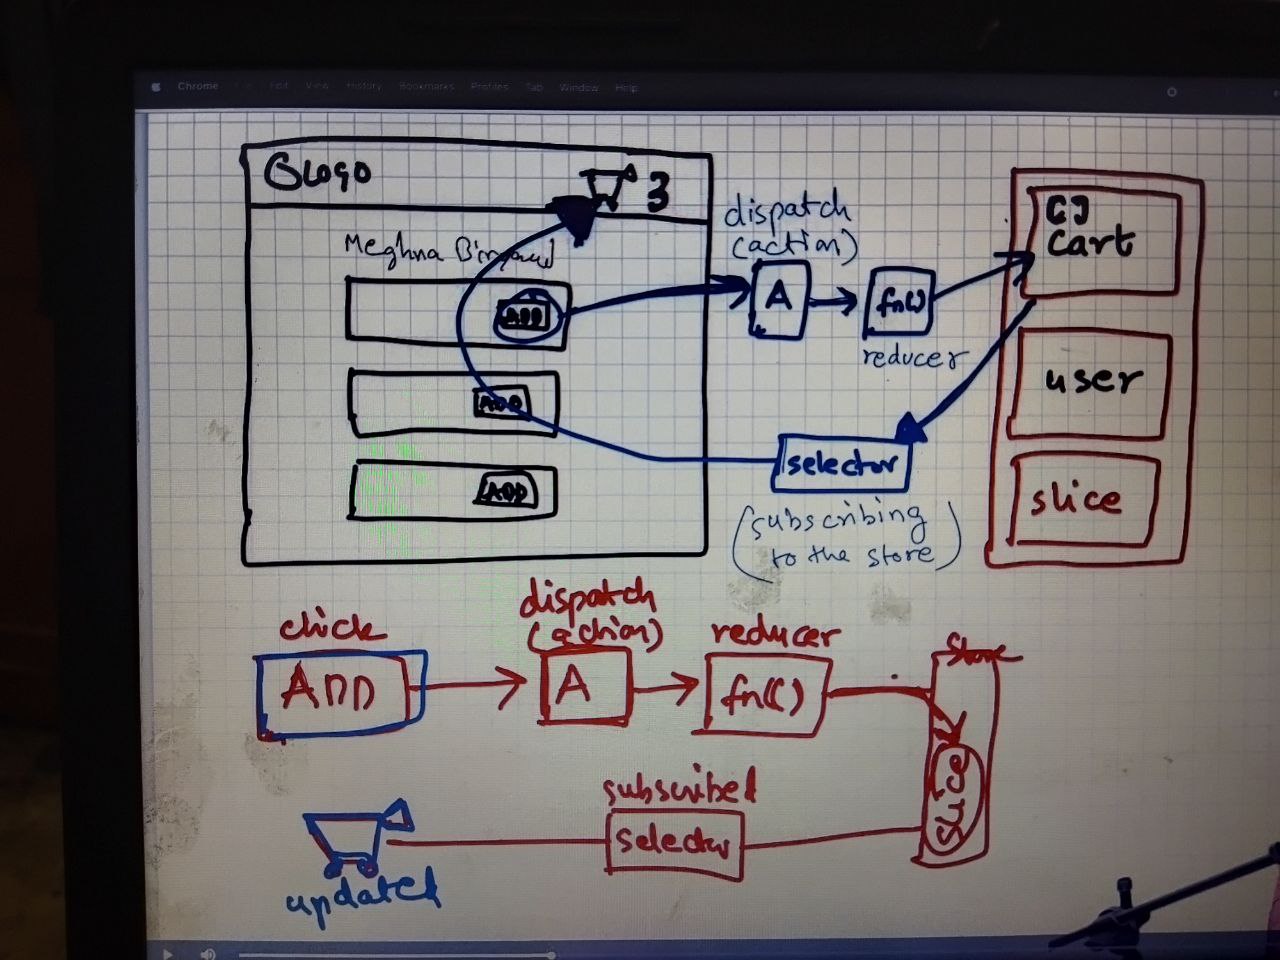 Chrome File Edit View History Bookmarks Profiles Tab Window Help
Logo
3
Meghna
ADD
ADD
ADD
dispatch
(action)
A
fn()
reducer
cart
user
slice
selector
(subscribing
to the store)
click
ADD
dispatch
(action)
A
reducer
fn()
Store
slice
subscribed
selector
updated